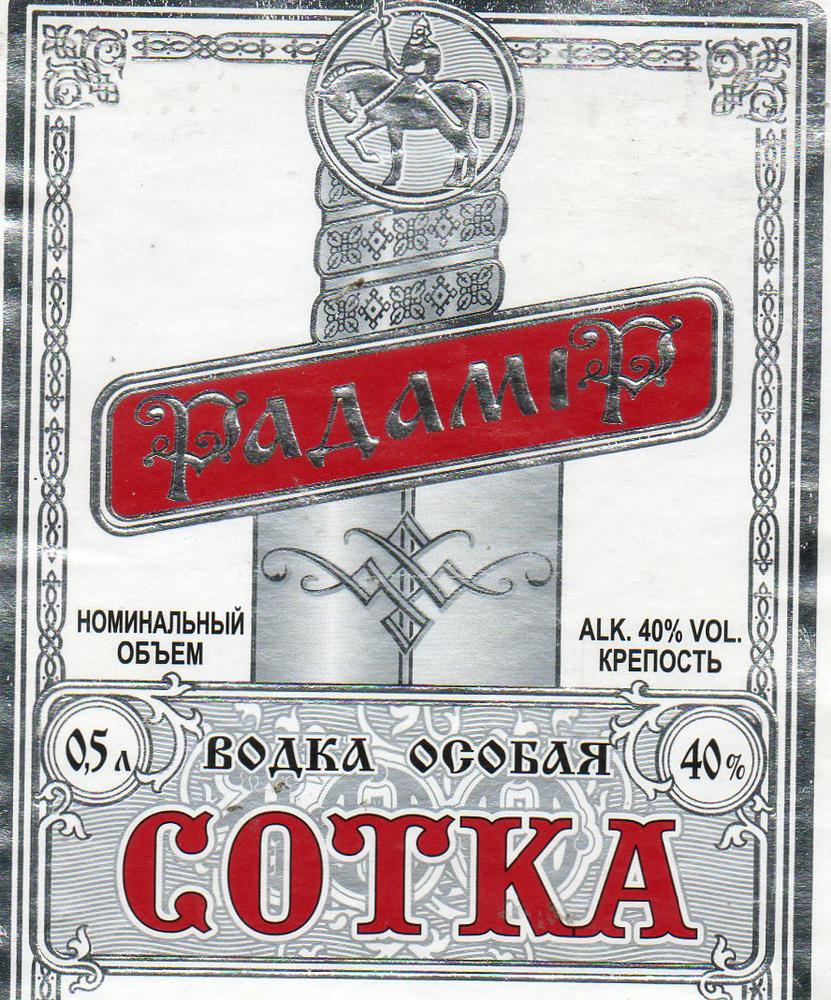 РадамiР
НОМИНАЛЬНЫЙ
ОБЪЕМ
ALK. 40% VOL.
КРЕПОСТЬ
0,5 л
ВОДКА ОСОБАЯ
40%
СОТКА